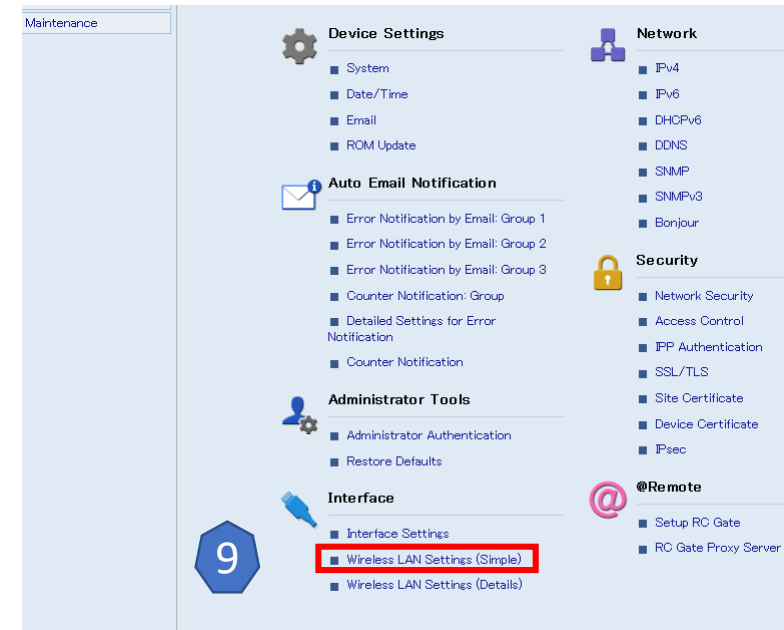 Maintenance
Device Settings
System
Date/Time
Email
ROM Update
Auto Email Notification
Error Notification by Email: Group 1
Error Notification by Email: Group 2
Error Notification by Email: Group 3
Counter Notification: Group
Detailed Settings for Error
Notification
Counter Notification
Administrator Tools
Administrator Authentication
Restore Defaults
Interface
Interface Settings
9
Wireless LAN Settings (Simple)
Wireless LAN Settings (Details)
Network
IPv4
IPv6
DHCPv6
DDNS
SNMP
SNMPv3
Bonjour
Security
Network Security
Access Control
IPP Authentication
SSL/TLS
Site Certificate
Device Certificate
IPsec
@
@Remote
Setup RC Gate
RC Gate Proxy Server